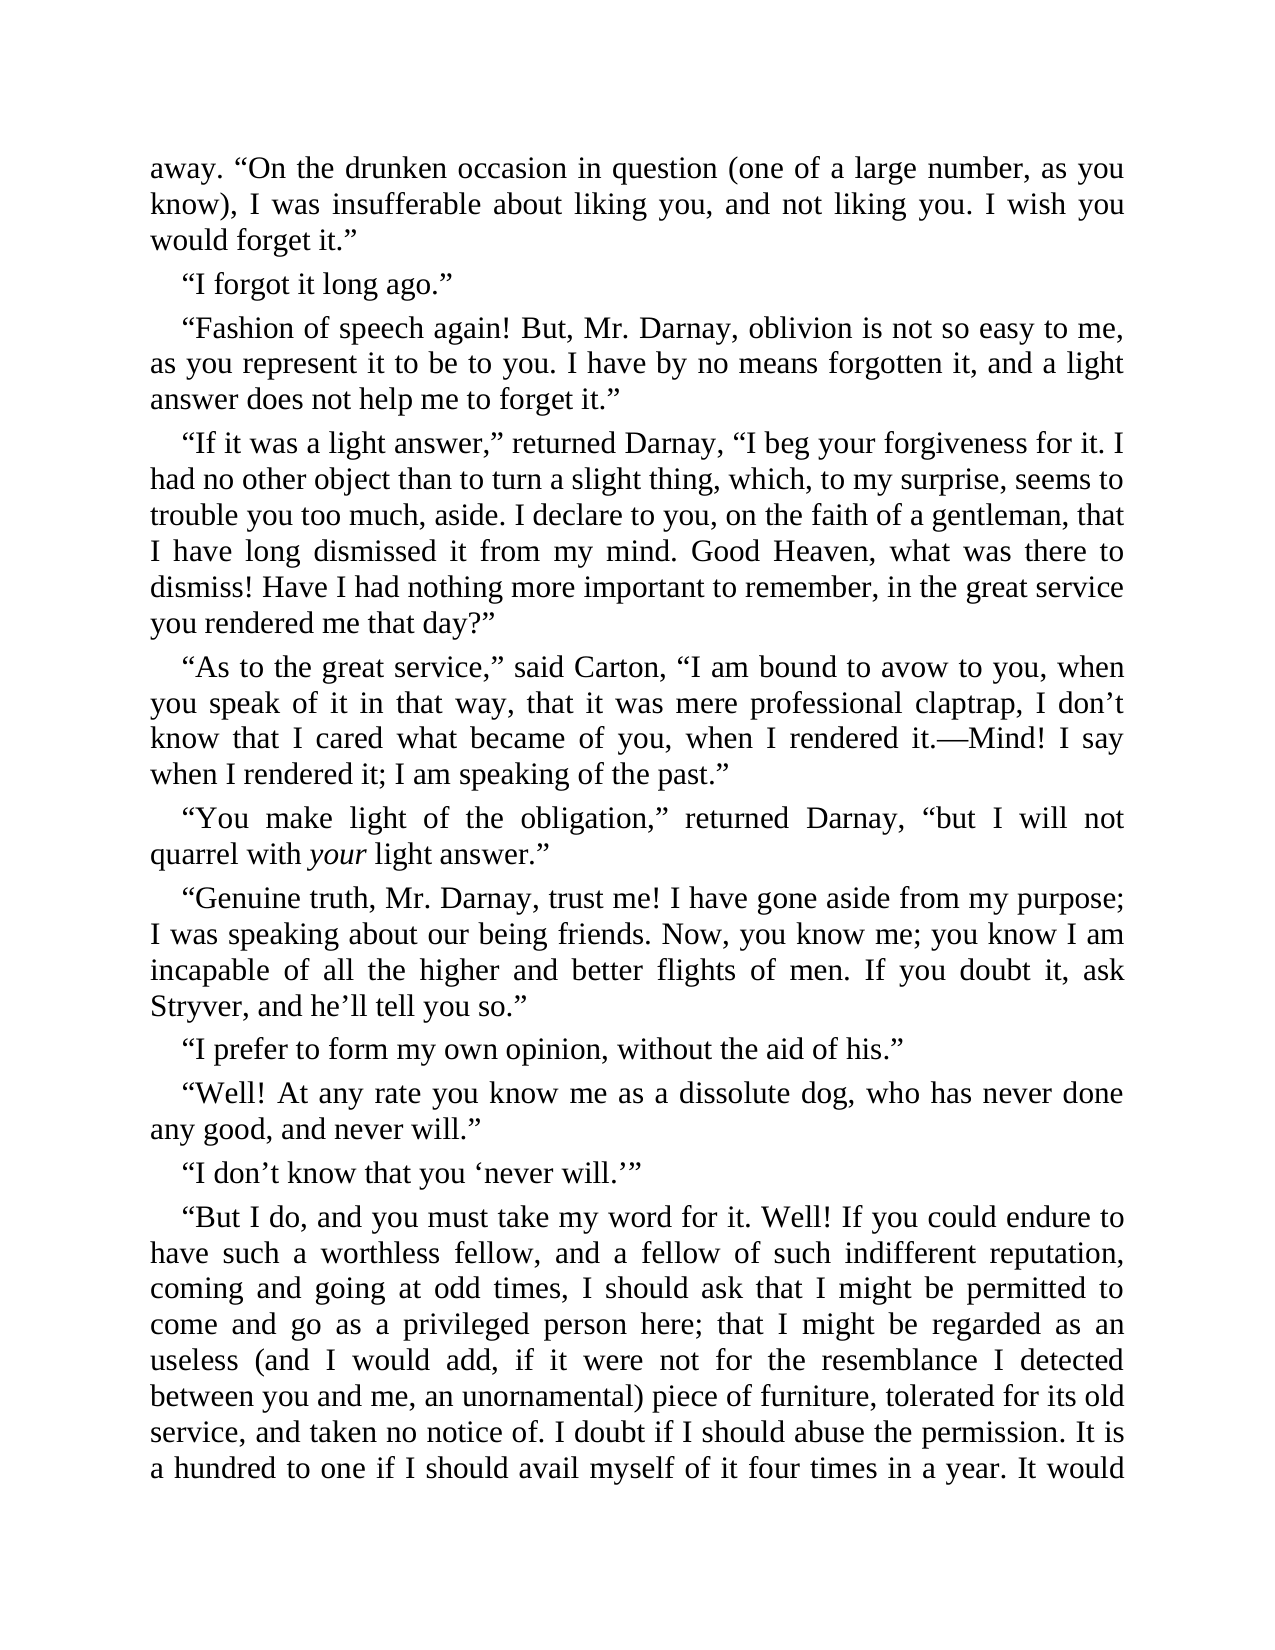 away. “On the drunken occasion in question (one of a large number, as you
know), I was insufferable about liking you, and not liking you. I wish you
would forget it.”
“I forgot it long ago.”
“Fashion of speech again! But, Mr. Darnay, oblivion is not so easy to me,
as you represent it to be to you. I have by no means forgotten it, and a light
answer does not help me to forget it.”
“If it was a light answer,” returned Darnay, “I beg your forgiveness for it. I
had no other object than to turn a slight thing, which, to my surprise, seems to
trouble you too much, aside. I declare to you, on the faith of a gentleman, that
I have long dismissed it from my mind. Good Heaven, what was there to
dismiss! Have I had nothing more important to remember, in the great service
you rendered me that day?”
“As to the great service,” said Carton, “I am bound to avow to you, when
you speak of it in that way, that it was mere professional claptrap, I don’t
know that I cared what became of you, when I rendered it.—Mind! I say
when I rendered it; I am speaking of the past.”
“You make light of the obligation,” returned Darnay, “but I will not
quarrel with your light answer.”
“Genuine truth, Mr. Darnay, trust me! I have gone aside from my purpose;
I was speaking about our being friends. Now, you know me; you know I am
incapable of all the higher and better flights of men. If you doubt it, ask
Stryver, and he’ll tell you so.”
“I prefer to form my own opinion, without the aid of his.”
“Well! At any rate you know me as a dissolute dog, who has never done
any good, and never will.”
“I don’t know that you ‘never will.’”
“But I do, and you must take my word for it. Well! If you could endure to
have such a worthless fellow, and a fellow of such indifferent reputation,
coming and going at odd times, I should ask that I might be permitted to
come and go as a privileged person here; that I might be regarded as an
useless (and I would add, if it were not for the resemblance I detected
between you and me, an unornamental) piece of furniture, tolerated for its old
service, and taken no notice of. I doubt if I should abuse the permission. It is
a hundred to one if I should avail myself of it four times in a year. It would